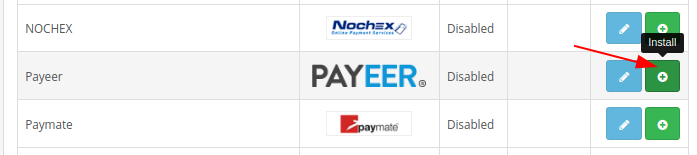 NOCHEX
Nochex
Online Payment Services
Disabled
Install
Payeer
PAYEER®
Disabled
Paymate
paymate
Disabled